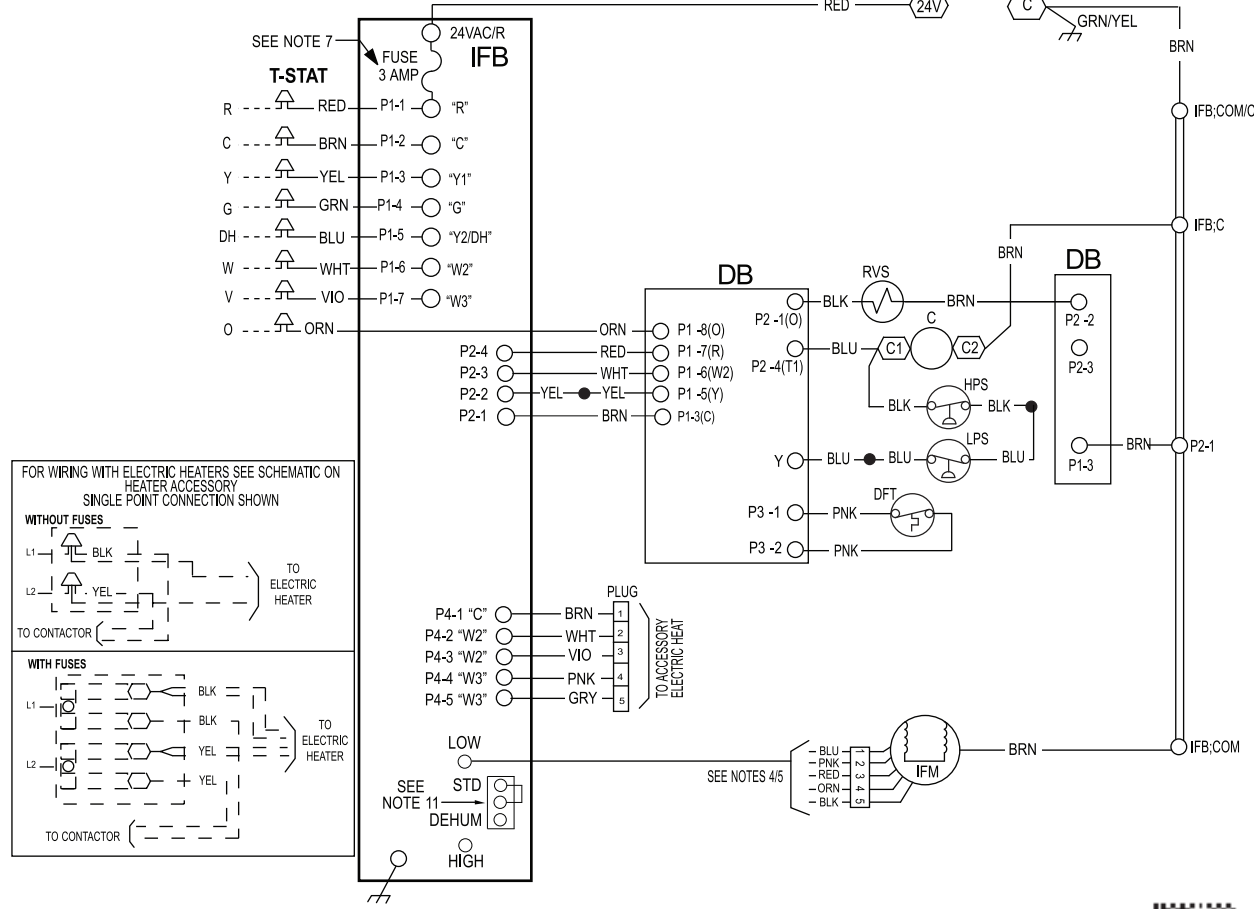 RED
24V
C
GRN/YEL
BRN
SEE NOTE 7
24VAC/R
FUSE
3 AMP
IFB
T-STAT
R RED P1-1 "R"
C BRN P1-2 "C"
Y YEL P1-3 "Y1"
G GRN P1-4 "G"
DH BLU P1-5 "Y2/DH"
W WHT P1-6 "W2"
V VIO P1-7 "W3"
O ORN
IFB;COM/C
IFB;C
BRN
DB
RVS
DB
P2 -1(O) BLK BRN P2 -2
C
P2 -4(T1) BLU C1 C2
P2-3
ORN P1 -8(O)
P2-4 RED P1 -7(R)
P2-3 WHT P1 -6(W2)
P2-2 YEL YEL P1 -5(Y)
P2-1 BRN P1-3(C)
HPS
BLK BLK
LPS
Y BLU BLU BLU
P1-3 BRN P2-1
DFT
P3 -1 PNK
P3 -2 PNK
FOR WIRING WITH ELECTRIC HEATERS SEE SCHEMATIC ON
HEATER ACCESSORY
SINGLE POINT CONNECTION SHOWN
WITHOUT FUSES
L1 BLK
L2 YEL
TO
ELECTRIC
HEATER
TO CONTACTOR
WITH FUSES
BLK
L1
BLK
YEL
L2
YEL
TO
ELECTRIC
HEATER
TO CONTACTOR
PLUG
P4-1 "C" BRN 1
P4-2 "W2" WHT 2
P4-3 "W2" VIO 3
P4-4 "W3" PNK 4
P4-5 "W3" GRY 5
TO ACCESSORY
ELECTRIC HEAT
LOW
SEE
NOTE 11
STD
DEHUM
HIGH
SEE NOTES 4/5
BLU 1
PNK 2
RED 3
ORN 4
BLK 5
IFM
BRN
IFB;COM